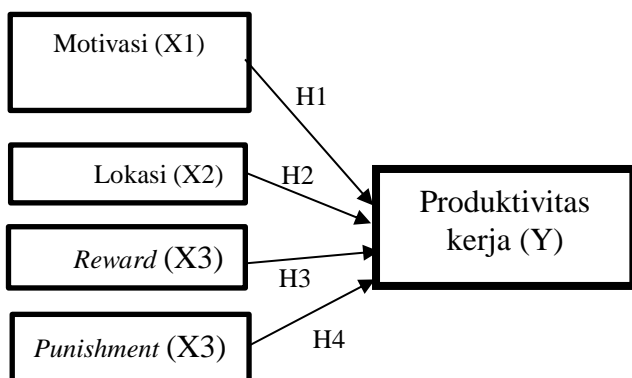 Motivasi (X1)
H1
Lokasi (X2)
H2
Produktivitas
kerja (Y)
Reward (X3)
H3
Punishment (X3)
H4